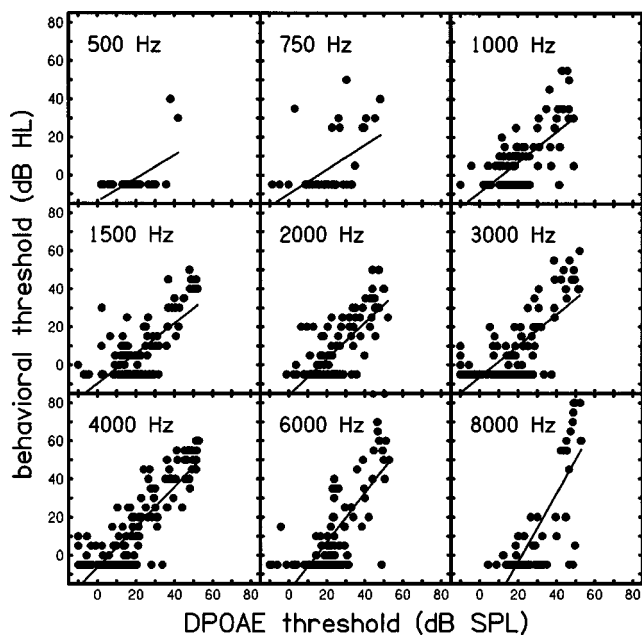 behavioral threshold (dB HL)
500 Hz
750 Hz
1000 Hz
80
60
40
20
0
1500 Hz
2000 Hz
3000 Hz
80
60
40
20
0
4000 Hz
6000 Hz
8000 Hz
80
60
40
20
0
0 20 40 60 80 0 20 40 60 80 0 20 40 60 80
DPOAE threshold (dB SPL)